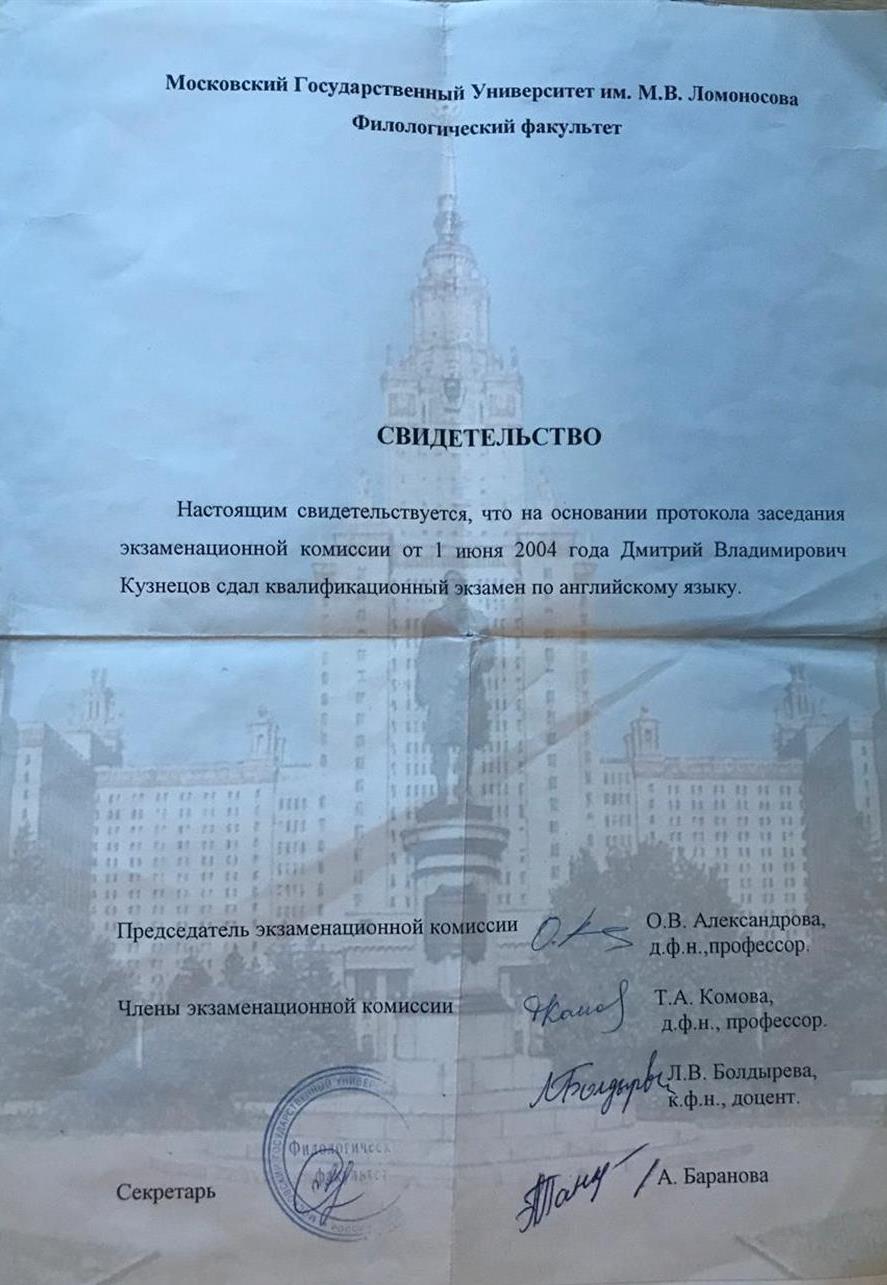 Московский Государственный Университет им. М.В. Ломоносова
Филологический факультет
СВИДЕТЕЛЬСТВО
Настоящим свидетельствуется, что на основании протокола заседания
экзаменационной комиссии от 1 июня 2004 года Дмитрий Владимирович
Кузнецов сдал квалификационный экзамен по английскому языку.
Председатель экзаменационной комиссии
О.В. Александрова,
д.ф.н.,профессор.
Члены экзаменационной комиссии
Т.А. Комова,
д.ф.н., профессор.
Л.В. Болдырева,
к.ф.н., доцент.
Филологическ
факультет
Секретарь
А. Баранова